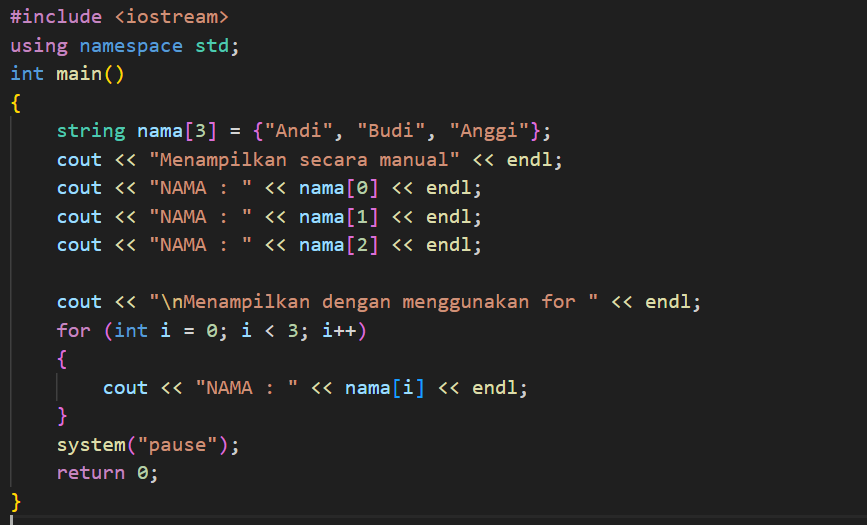 #include <iostream>
using namespace std;
int main()
{
    string nama[3] = {"Andi", "Budi", "Anggi"};
    cout << "Menampilkan secara manual" << endl;
    cout << "NAMA : " << nama[0] << endl;
    cout << "NAMA : " << nama[1] << endl;
    cout << "NAMA : " << nama[2] << endl;

    cout << "\nMenampilkan dengan menggunakan for " << endl;
    for (int i = 0; i < 3; i++)
    {
        cout << "NAMA : " << nama[i] << endl;
    }
    system("pause");
    return 0;
}